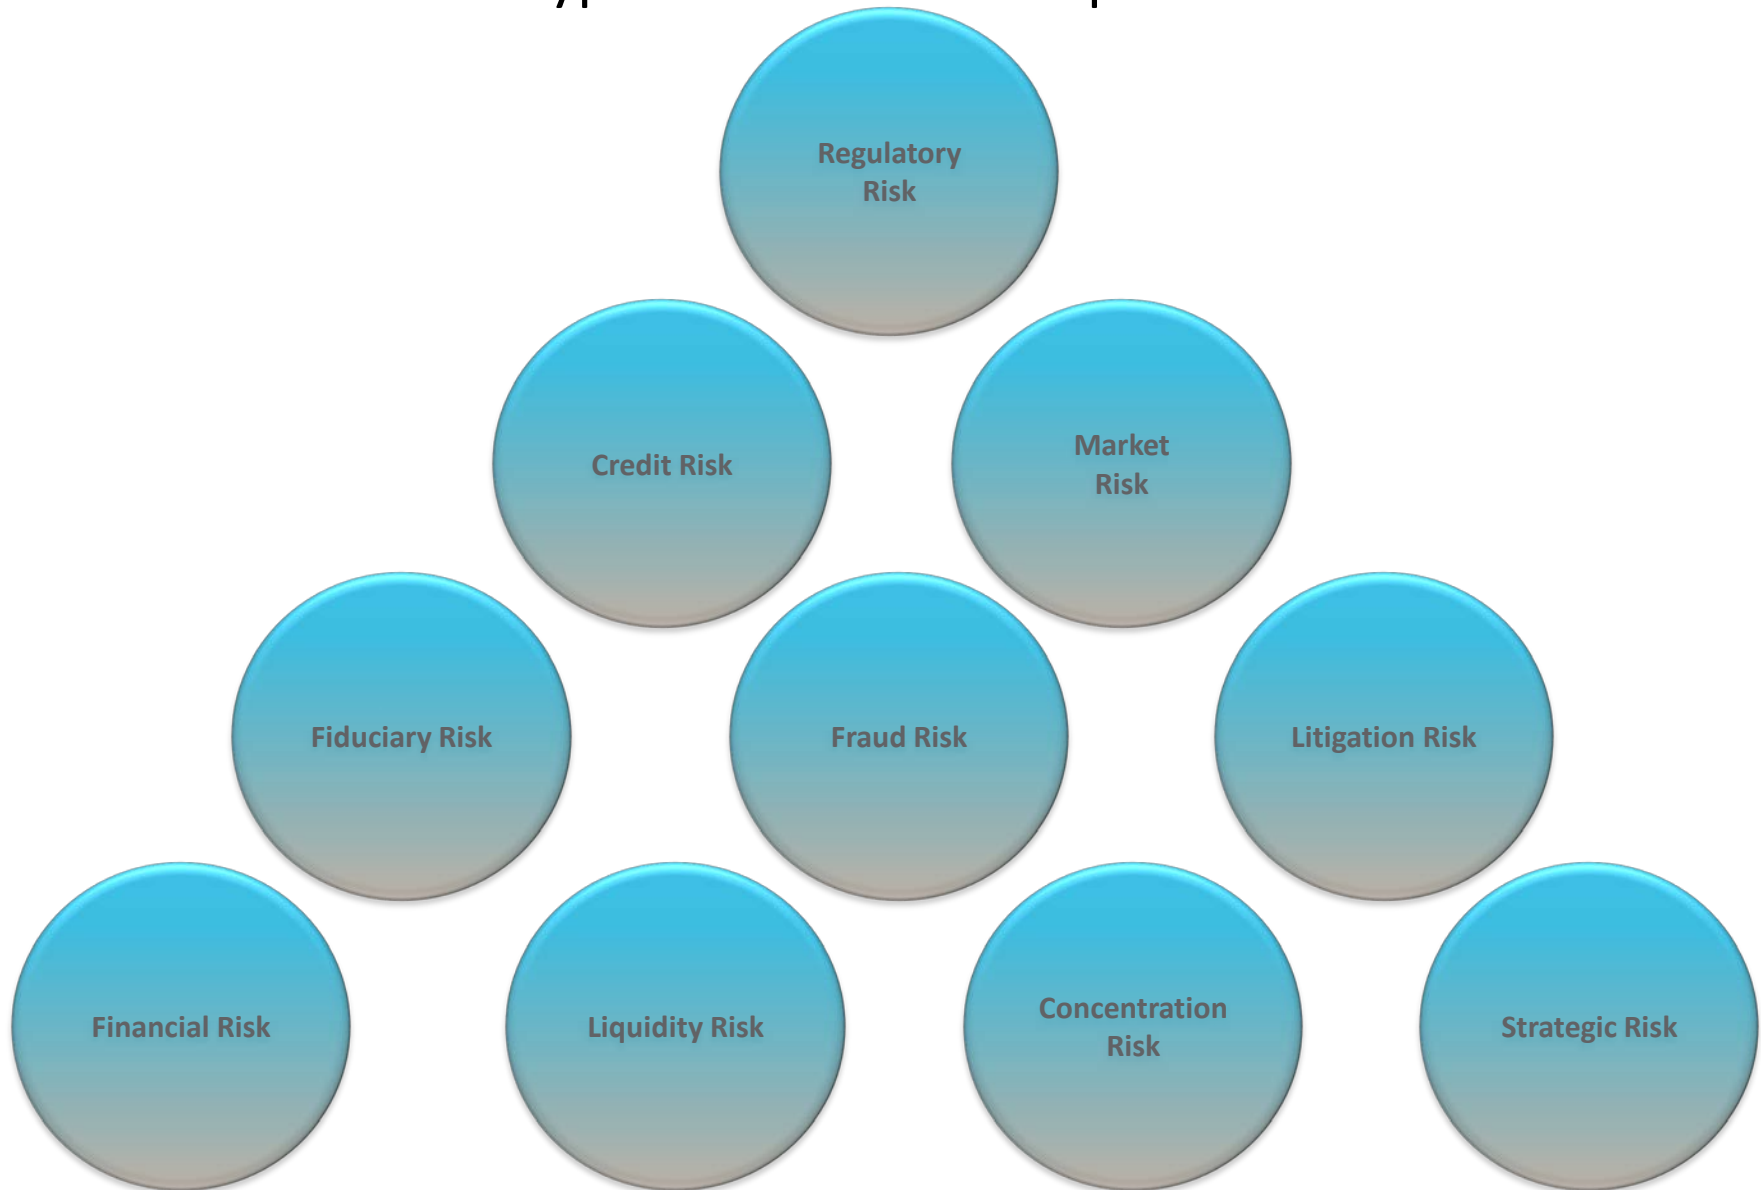 Regulatory
Risk
Credit Risk
Market
Risk
Fiduciary Risk
Fraud Risk
Litigation Risk
Financial Risk
Liquidity Risk
Concentration
Risk
Strategic Risk